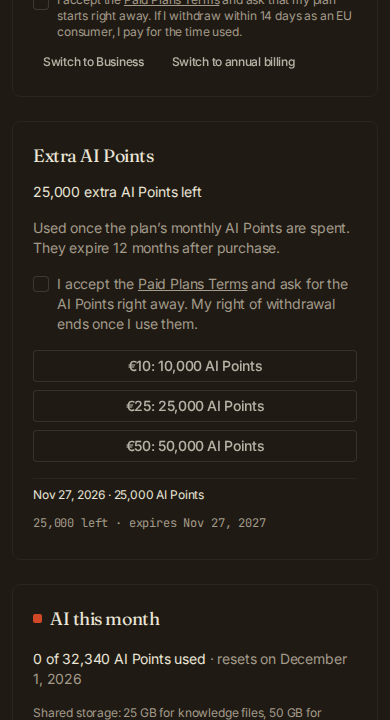 I accept the Paid Plans Terms and ask that my plan
starts right away. If I withdraw within 14 days as an EU
consumer, I pay for the time used.
Switch to Business Switch to annual billing
Extra AI Points
25,000 extra AI Points left
Used once the plan's monthly AI Points are spent.
They expire 12 months after purchase.
I accept the Paid Plans Terms and ask for the
AI Points right away. My right of withdrawal
ends once I use them.
€10: 10,000 AI Points
€25: 25,000 AI Points
€50: 50,000 AI Points
Nov 27, 2026 · 25,000 AI Points
25,000 left · expires Nov 27, 2027
AI this month
0 of 32,340 AI Points used · resets on December
1, 2026
Shared storage: 25 GB for knowledge files, 50 GB for